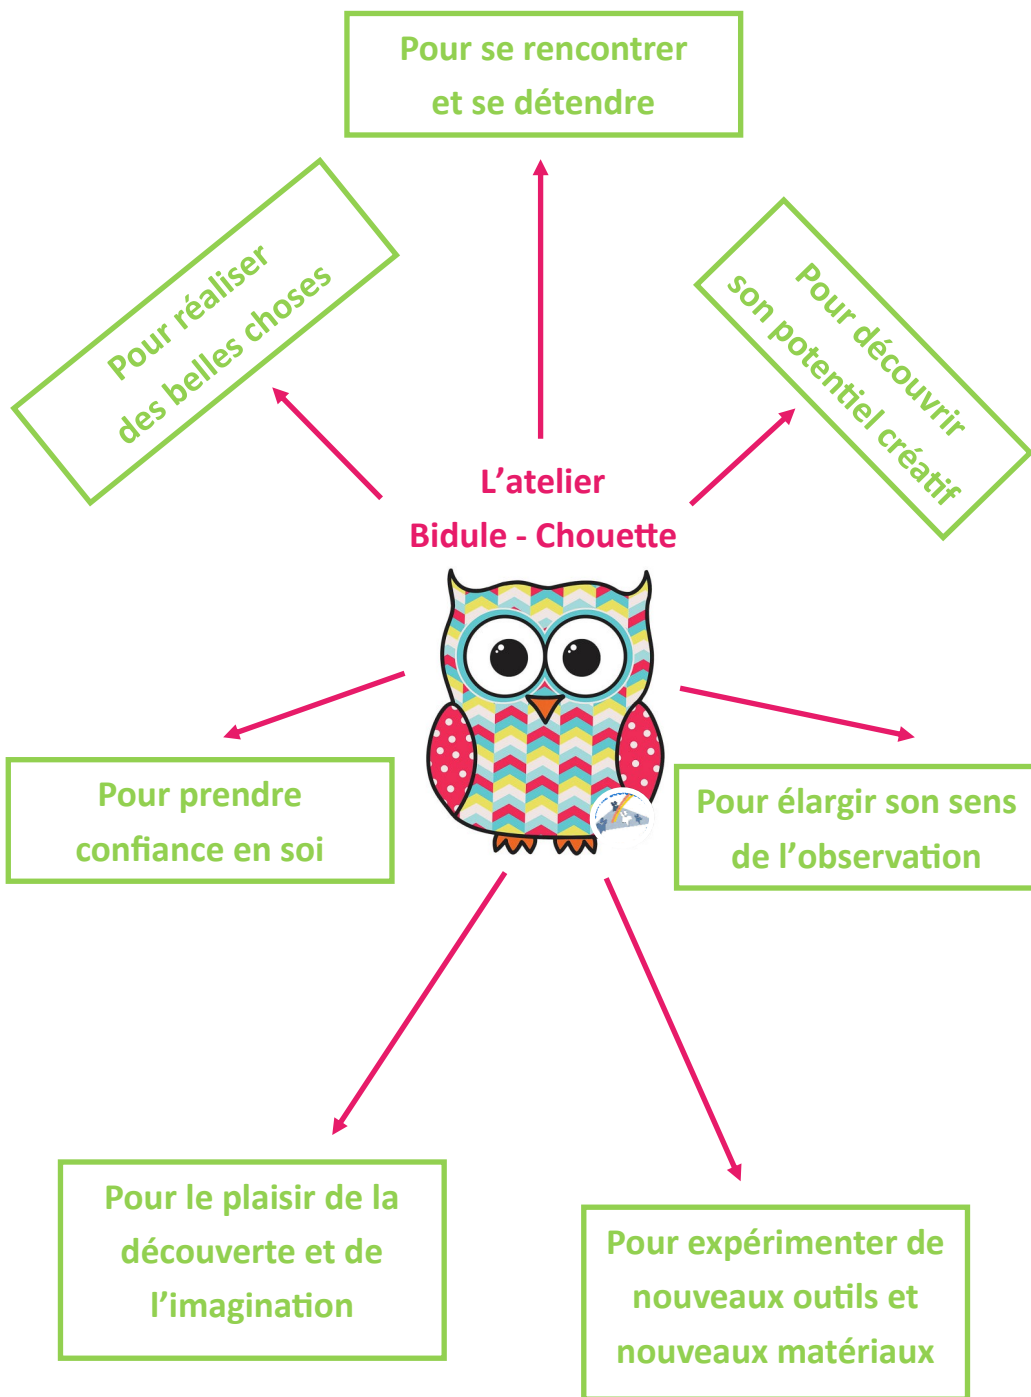 Pour se rencontrer
et se détendre
Pour réaliser
des belles choses
Pour découvrir
son potentiel créatif
L’atelier
Bidule - Chouette
Pour prendre
confiance en soi
Pour élargir son sens
de l’observation
Pour le plaisir de la
découverte et de
l’imagination
Pour expérimenter de
nouveaux outils et
nouveaux matériaux